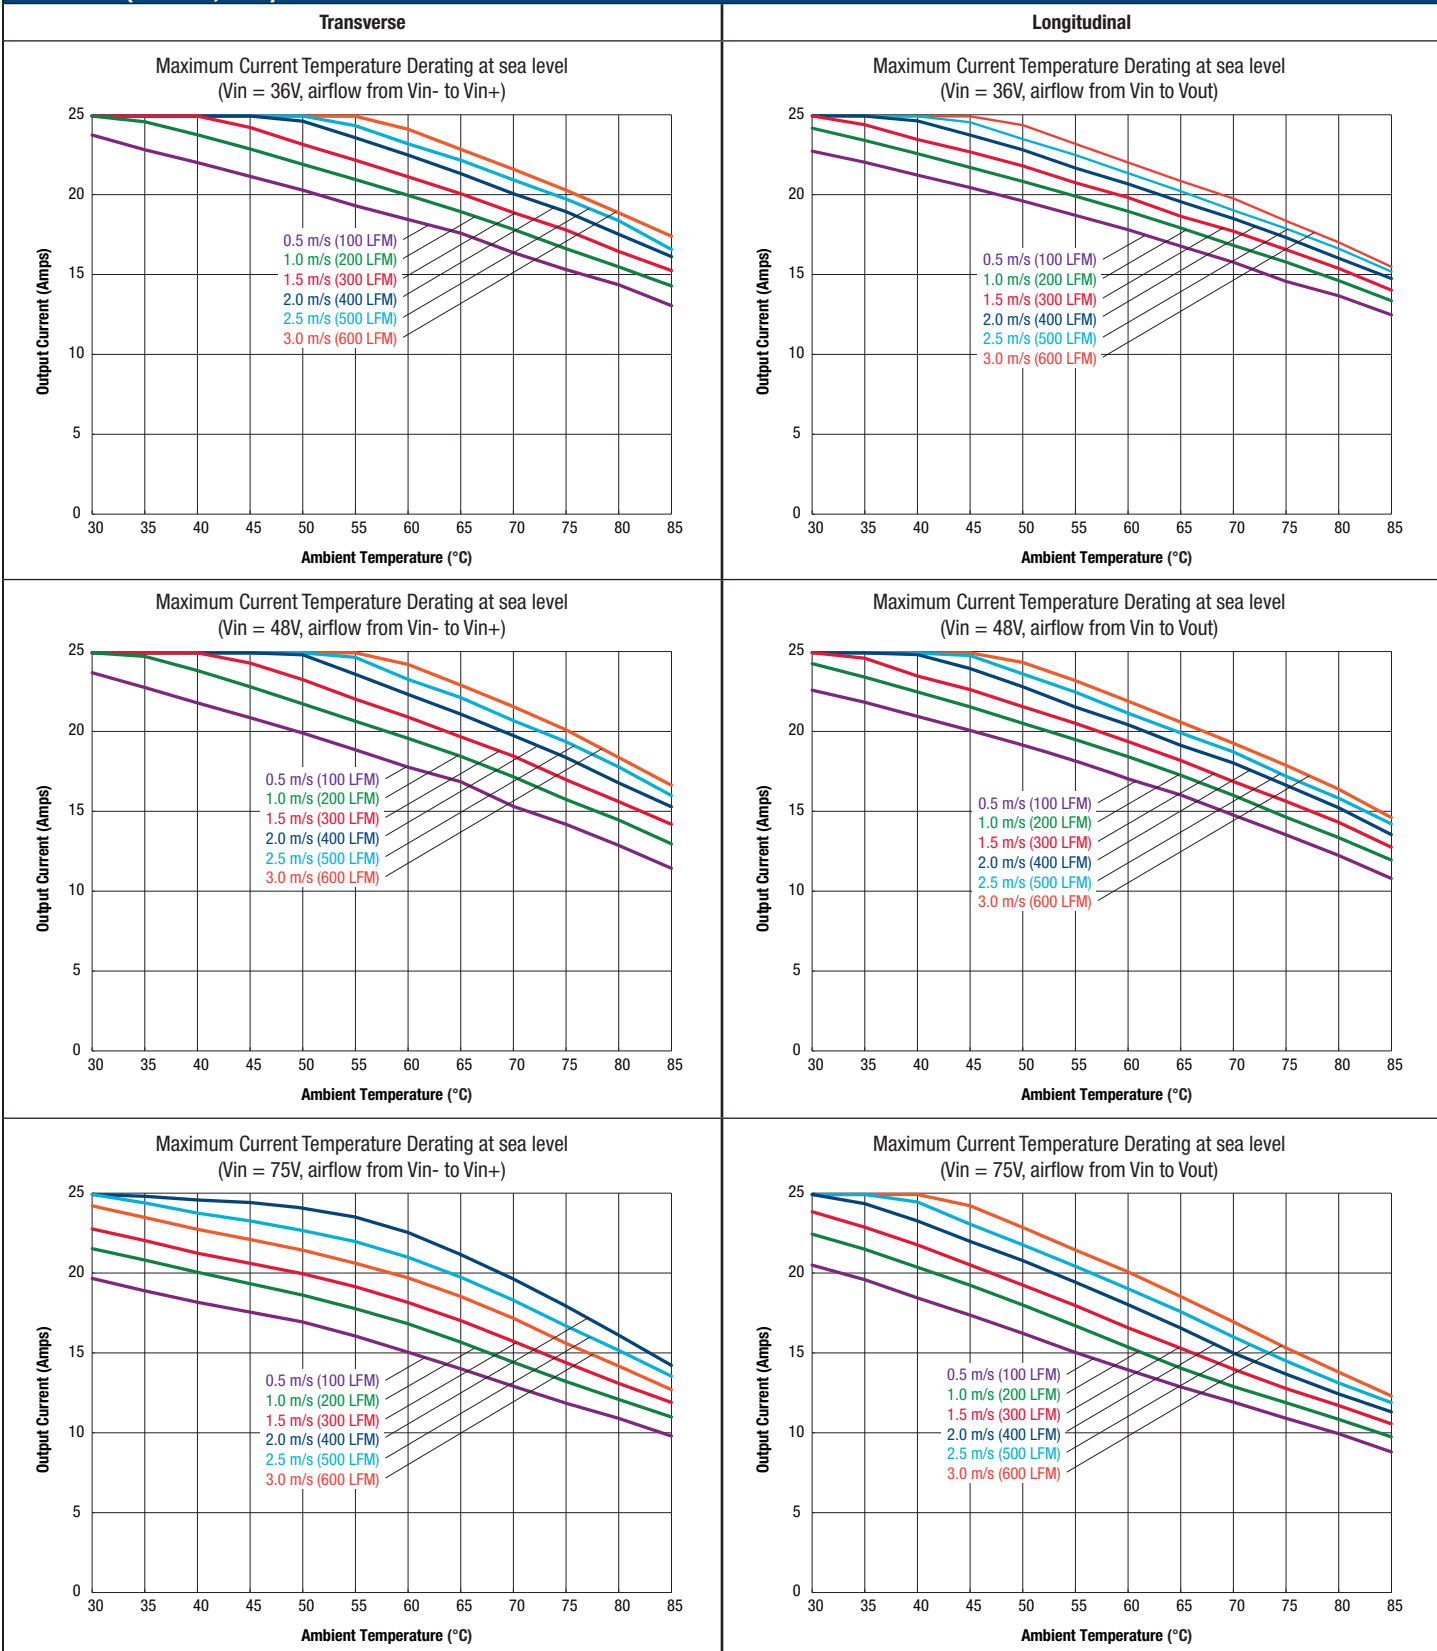 Transverse
Longitudinal
Maximum Current Temperature Derating at sea level
(Vin = 36V, airflow from Vin- to Vin+)
25
20
15
10
5
0
Output Current (Amps)
0.5 m/s (100 LFM)
1.0 m/s (200 LFM)
1.5 m/s (300 LFM)
2.0 m/s (400 LFM)
2.5 m/s (500 LFM)
3.0 m/s (600 LFM)
30 35 40 45 50 55 60 65 70 75 80 85
Ambient Temperature (°C)
Maximum Current Temperature Derating at sea level
(Vin = 36V, airflow from Vin to Vout)
25
20
15
10
5
0
Output Current (Amps)
0.5 m/s (100 LFM)
1.0 m/s (200 LFM)
1.5 m/s (300 LFM)
2.0 m/s (400 LFM)
2.5 m/s (500 LFM)
3.0 m/s (600 LFM)
30 35 40 45 50 55 60 65 70 75 80 85
Ambient Temperature (°C)
Maximum Current Temperature Derating at sea level
(Vin = 48V, airflow from Vin- to Vin+)
25
20
15
10
5
0
Output Current (Amps)
0.5 m/s (100 LFM)
1.0 m/s (200 LFM)
1.5 m/s (300 LFM)
2.0 m/s (400 LFM)
2.5 m/s (500 LFM)
3.0 m/s (600 LFM)
30 35 40 45 50 55 60 65 70 75 80 85
Ambient Temperature (°C)
Maximum Current Temperature Derating at sea level
(Vin = 48V, airflow from Vin to Vout)
25
20
15
10
5
0
Output Current (Amps)
0.5 m/s (100 LFM)
1.0 m/s (200 LFM)
1.5 m/s (300 LFM)
2.0 m/s (400 LFM)
2.5 m/s (500 LFM)
3.0 m/s (600 LFM)
30 35 40 45 50 55 60 65 70 75 80 85
Ambient Temperature (°C)
Maximum Current Temperature Derating at sea level
(Vin = 75V, airflow from Vin- to Vin+)
25
20
15
10
5
0
Output Current (Amps)
0.5 m/s (100 LFM)
1.0 m/s (200 LFM)
1.5 m/s (300 LFM)
2.0 m/s (400 LFM)
2.5 m/s (500 LFM)
3.0 m/s (600 LFM)
30 35 40 45 50 55 60 65 70 75 80 85
Ambient Temperature (°C)
Maximum Current Temperature Derating at sea level
(Vin = 75V, airflow from Vin to Vout)
25
20
15
10
5
0
Output Current (Amps)
0.5 m/s (100 LFM)
1.0 m/s (200 LFM)
1.5 m/s (300 LFM)
2.0 m/s (400 LFM)
2.5 m/s (500 LFM)
3.0 m/s (600 LFM)
30 35 40 45 50 55 60 65 70 75 80 85
Ambient Temperature (°C)